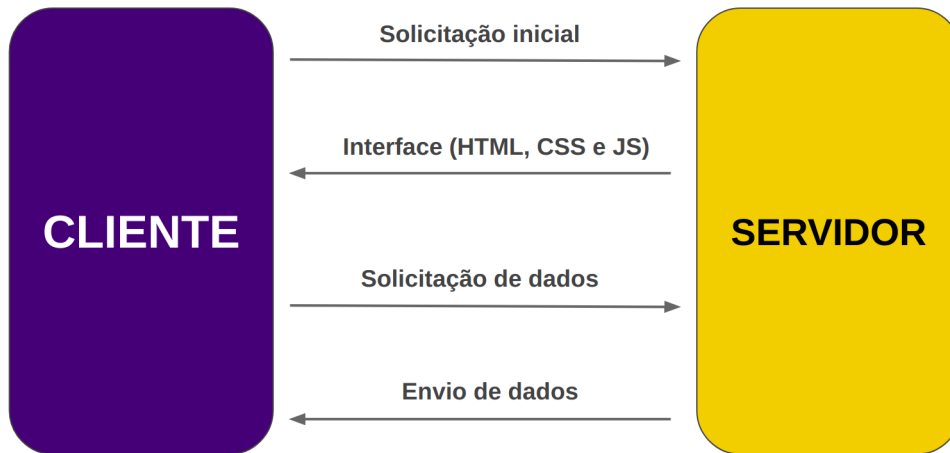 Solicitação inicial
Interface (HTML, CSS e JS)
CLIENTE
SERVIDOR
Solicitação de dados
Envio de dados